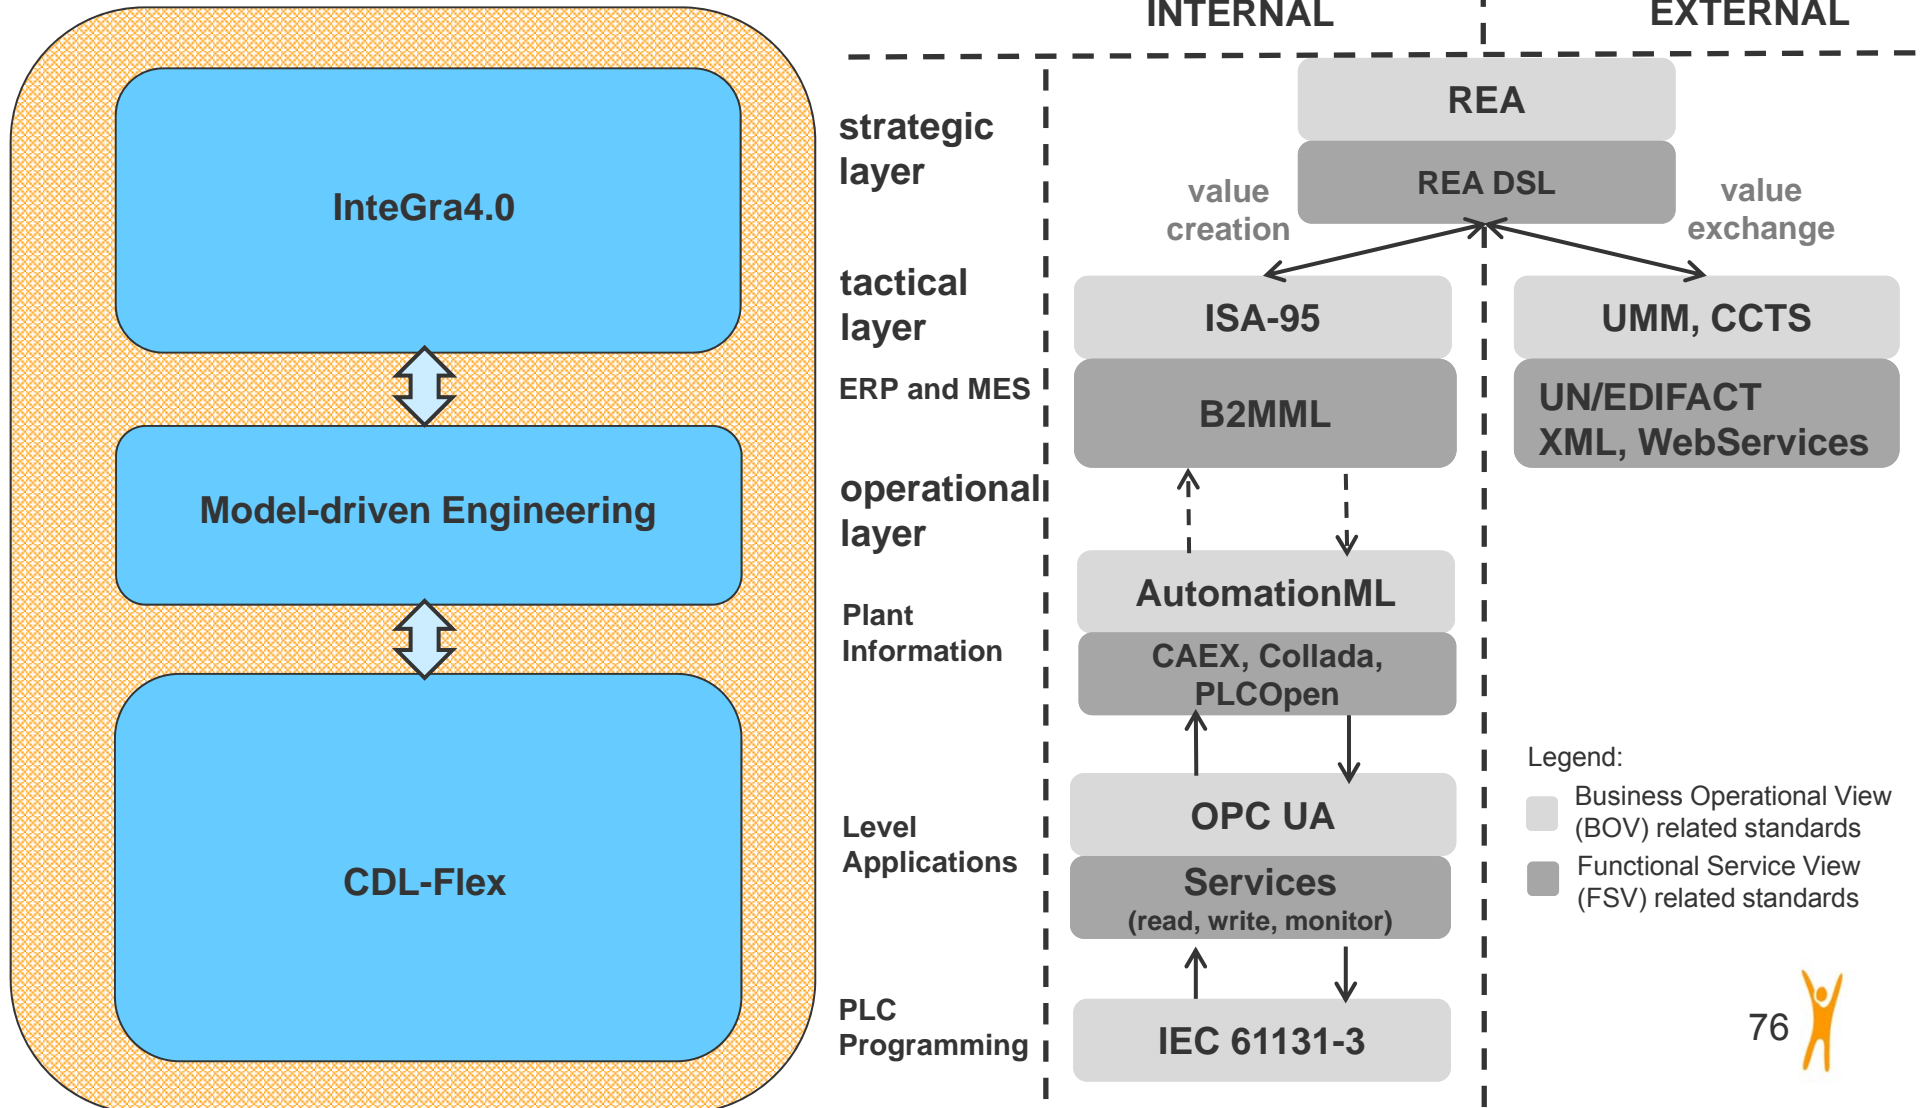 InteGra4.0
Model-driven Engineering
CDL-Flex
INTERNAL
EXTERNAL
strategic
layer
REA
REA DSL
value
creation
value
exchange
tactical
layer
ERP and MES
ISA-95
B2MML
UMM, CCTS
UN/EDIFACT
XML, WebServices
operational
layer
Plant
Information
AutomationML
CAEX, Collada,
PLCOpen
Level
Applications
OPC UA
Services
(read, write, monitor)
PLC
Programming
IEC 61131-3
Legend:
Business Operational View
(BOV) related standards
Functional Service View
(FSV) related standards
76